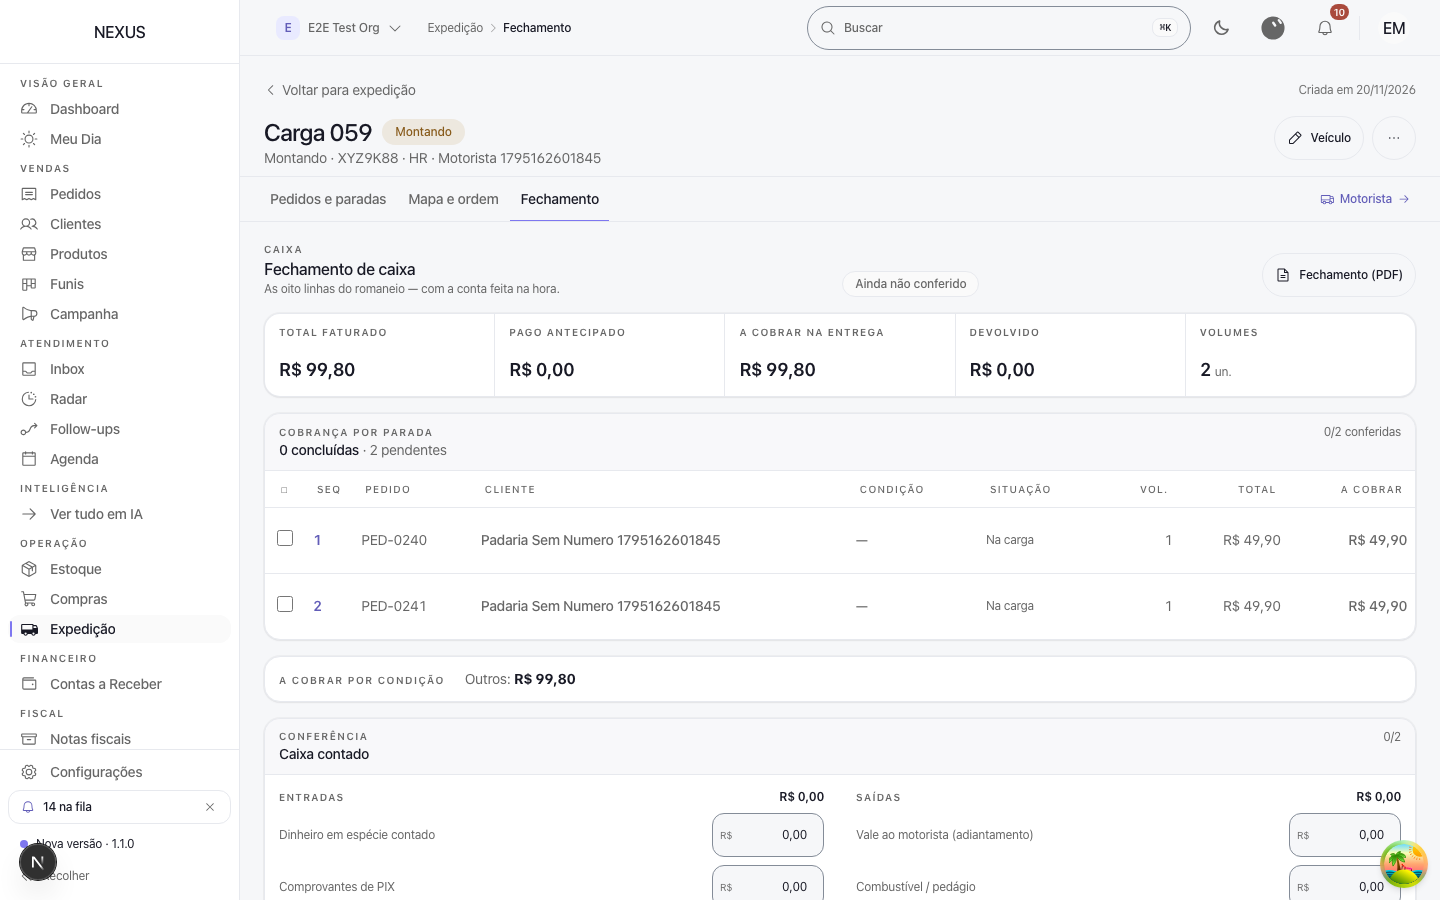 NEXUS
E E2E Test Org
Expedição > Fechamento
Buscar
⌘K
10
EM
VISÃO GERAL
Dashboard
Meu Dia
VENDAS
Pedidos
Clientes
Produtos
Funis
Campanha
ATENDIMENTO
Inbox
Radar
Follow-ups
Agenda
INTELIGÊNCIA
Ver tudo em IA
OPERAÇÃO
Estoque
Compras
Expedição
FINANCEIRO
Contas a Receber
FISCAL
Notas fiscais
Configurações
14 na fila
Nova versão · 1.1.0
N
Voltar para expedição
Criada em 20/11/2026
Carga 059 Montando
Montando · XYZ9K88 · HR · Motorista 1795162601845
Veículo
...
Pedidos e paradas Mapa e ordem Fechamento
Motorista →
CAIXA
Fechamento de caixa
As oito linhas do romaneio — com a conta feita na hora.
Ainda não conferido
Fechamento (PDF)
TOTAL FATURADO PAGO ANTECIPADO A COBRAR NA ENTREGA DEVOLVIDO VOLUMES
R$ 99,80 R$ 0,00 R$ 99,80 R$ 0,00 2 un.
COBRANÇA POR PARADA
0 concluídas · 2 pendentes
0/2 conferidas
SEQ PEDIDO CLIENTE CONDIÇÃO SITUAÇÃO VOL. TOTAL A COBRAR
1 PED-0240 Padaria Sem Numero 1795162601845 — Na carga 1 R$ 49,90 R$ 49,90
2 PED-0241 Padaria Sem Numero 1795162601845 — Na carga 1 R$ 49,90 R$ 49,90
A COBRAR POR CONDIÇÃO Outros: R$ 99,80
CONFERÊNCIA
Caixa contado
0/2
ENTRADAS R$ 0,00
Dinheiro em espécie contado R$ 0,00
Comprovantes de PIX R$ 0,00
SAÍDAS R$ 0,00
Vale ao motorista (adiantamento) R$ 0,00
Combustível / pedágio R$ 0,00